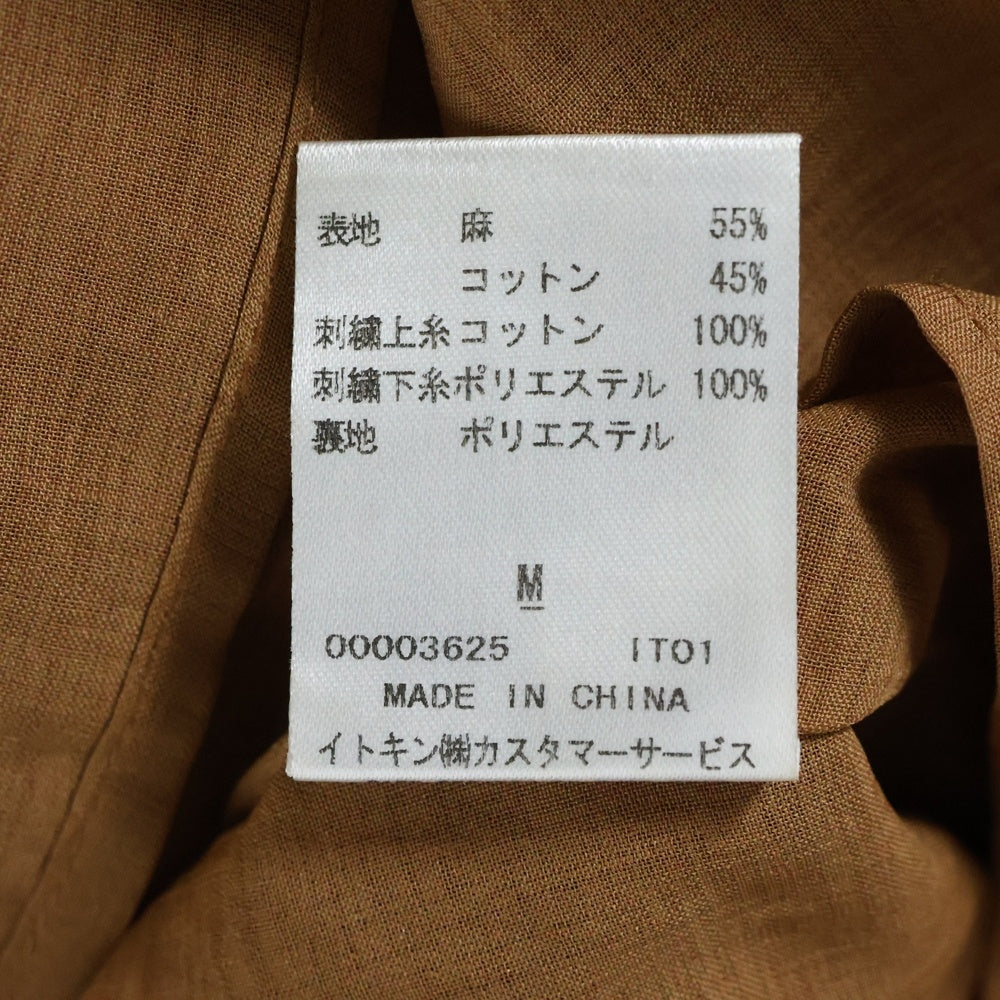 表地 麻 55%
コットン 45%
刺繍上糸コットン 100%
刺繍下糸ポリエステル 100%
裏地 ポリエステル
M
00003625 IT01
MADE IN CHINA
イトキン㈱カスタマーサービス